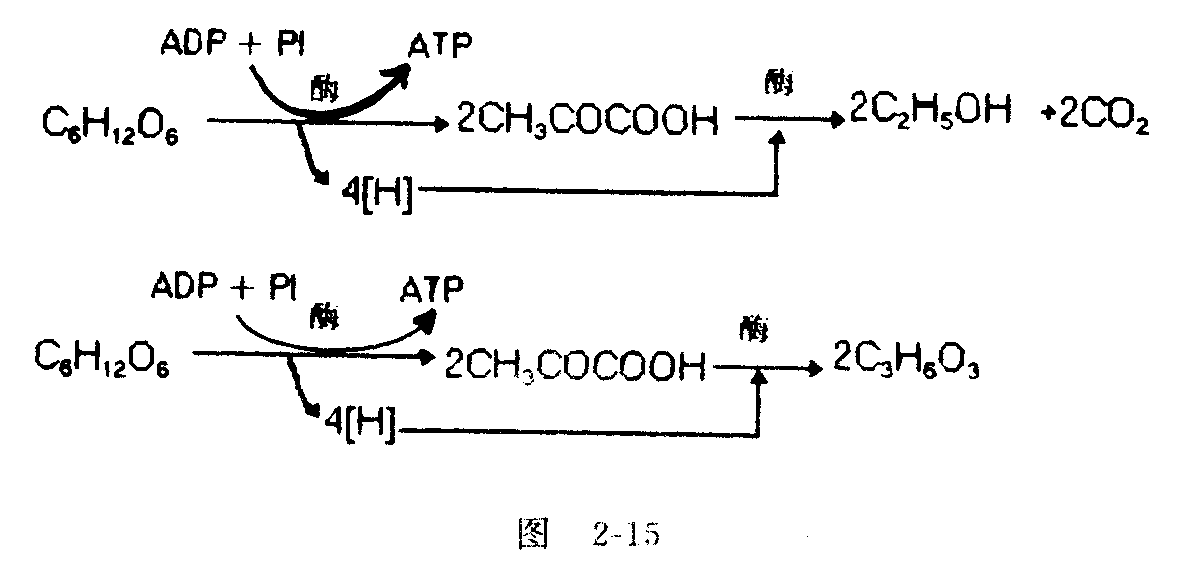 ADP + PI ATP
酶 酶
C₆H₁₂O₆ 2CH₃COCOOH 2C₂H₅OH +2CO₂
4[H]
ADP + PI ATP
酶 酶
C₆H₁₂O₆ 2CH₃COCOOH 2C₃H₆O₃
4[H]
图 2-15